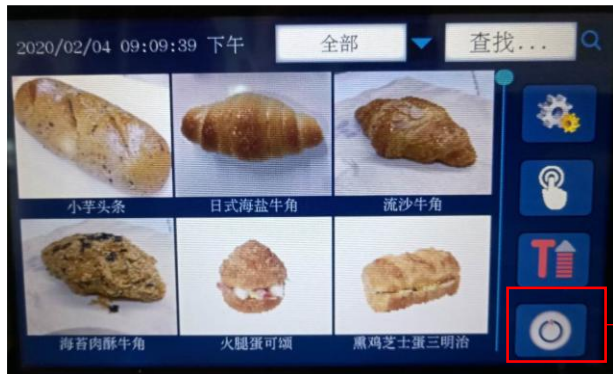 2020/02/04 09:09:39 下午 全部 查找...
小芋头条 日式海盐牛角 流沙牛角
T
海苔肉酥牛角 火腿蛋可颂 熏鸡芝士蛋三明治